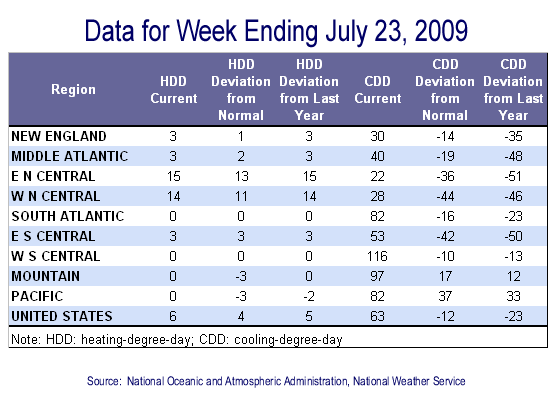 Data for Week Ending July 23, 2009
Region HDD Current HDD Deviation from Normal HDD Deviation from Last Year CDD Current CDD Deviation from Normal CDD Deviation from Last Year
NEW ENGLAND 3 1 3 30 -14 -35
MIDDLE ATLANTIC 3 2 3 40 -19 -48
E N CENTRAL 15 13 15 22 -36 -51
W N CENTRAL 14 11 14 28 -44 -46
SOUTH ATLANTIC 0 0 0 82 -16 -23
E S CENTRAL 3 3 3 53 -42 -50
W S CENTRAL 0 0 0 116 -10 -13
MOUNTAIN 0 -3 0 97 17 12
PACIFIC 0 -3 -2 82 37 33
UNITED STATES 6 4 5 63 -12 -23
Note: HDD: heating-degree-day; CDD: cooling-degree-day
Source: National Oceanic and Atmospheric Administration, National Weather Service